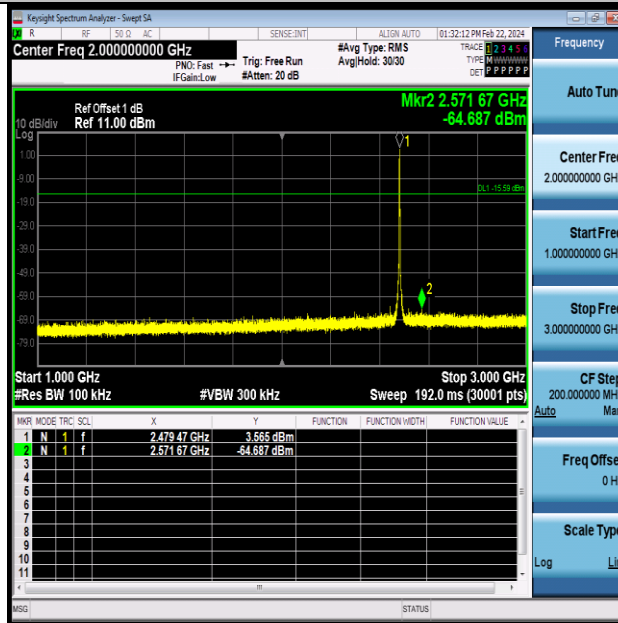 Keysight Spectrum Analyzer - Swept SA
R RF 50 Ω AC SENSE:INT ALIGN AUTO 01:32:12 PM Feb 22, 2024
Center Freq 2.000000000 GHz
PNO: Fast
IFGain:Low
Trig: Free Run
#Atten: 20 dB
#Avg Type: RMS
Avg|Hold: 30/30
TRACE 1 2 3 4 5 6
TYPE M WWWWW
DET P P P P P P
Ref Offset 1 dB
10 dB/div Ref 11.00 dBm
Log
Mkr2 2.571 67 GHz
-64.687 dBm
1.00
-9.00
-19.0
-29.0
-39.0
-49.0
-59.0
-69.0
-79.0
1
DL1 -15.59 dBm
2
Start 1.000 GHz Stop 3.000 GHz
#Res BW 100 kHz #VBW 300 kHz Sweep 192.0 ms (30001 pts)
MKR MODE TRC SCL X Y FUNCTION FUNCTION WIDTH FUNCTION VALUE
1 N 1 f 2.479 47 GHz 3.565 dBm
2 N 1 f 2.571 67 GHz -64.687 dBm
3
4
5
6
7
8
9
10
11
MSG STATUS
Frequency
Auto Tune
Center Freq
2.000000000 GH
Start Freq
1.000000000 GH
Stop Freq
3.000000000 GH
CF Step
200.000000 MH
Auto Man
Freq Offse
0 H
Scale Type
Log Lin